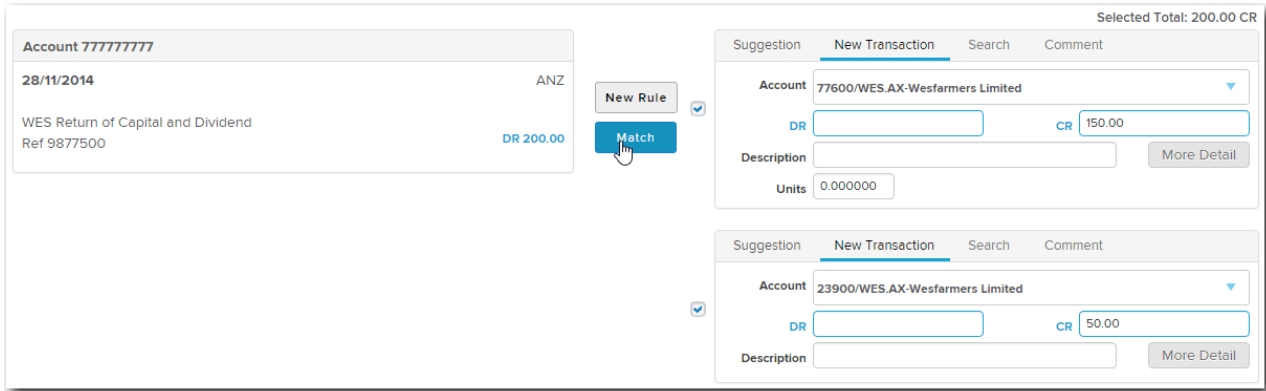 Selected Total: 200.00 CR
Account 777777777
28/11/2014 ANZ
WES Return of Capital and Dividend
Ref 9877500
DR 200.00
New Rule
Match
Suggestion New Transaction Search Comment
Account 77600/WES.AX-Wesfarmers Limited
DR CR 150.00
Description More Detail
Units 0.000000
Suggestion New Transaction Search Comment
Account 23900/WES.AX-Wesfarmers Limited
DR CR 50.00
Description More Detail